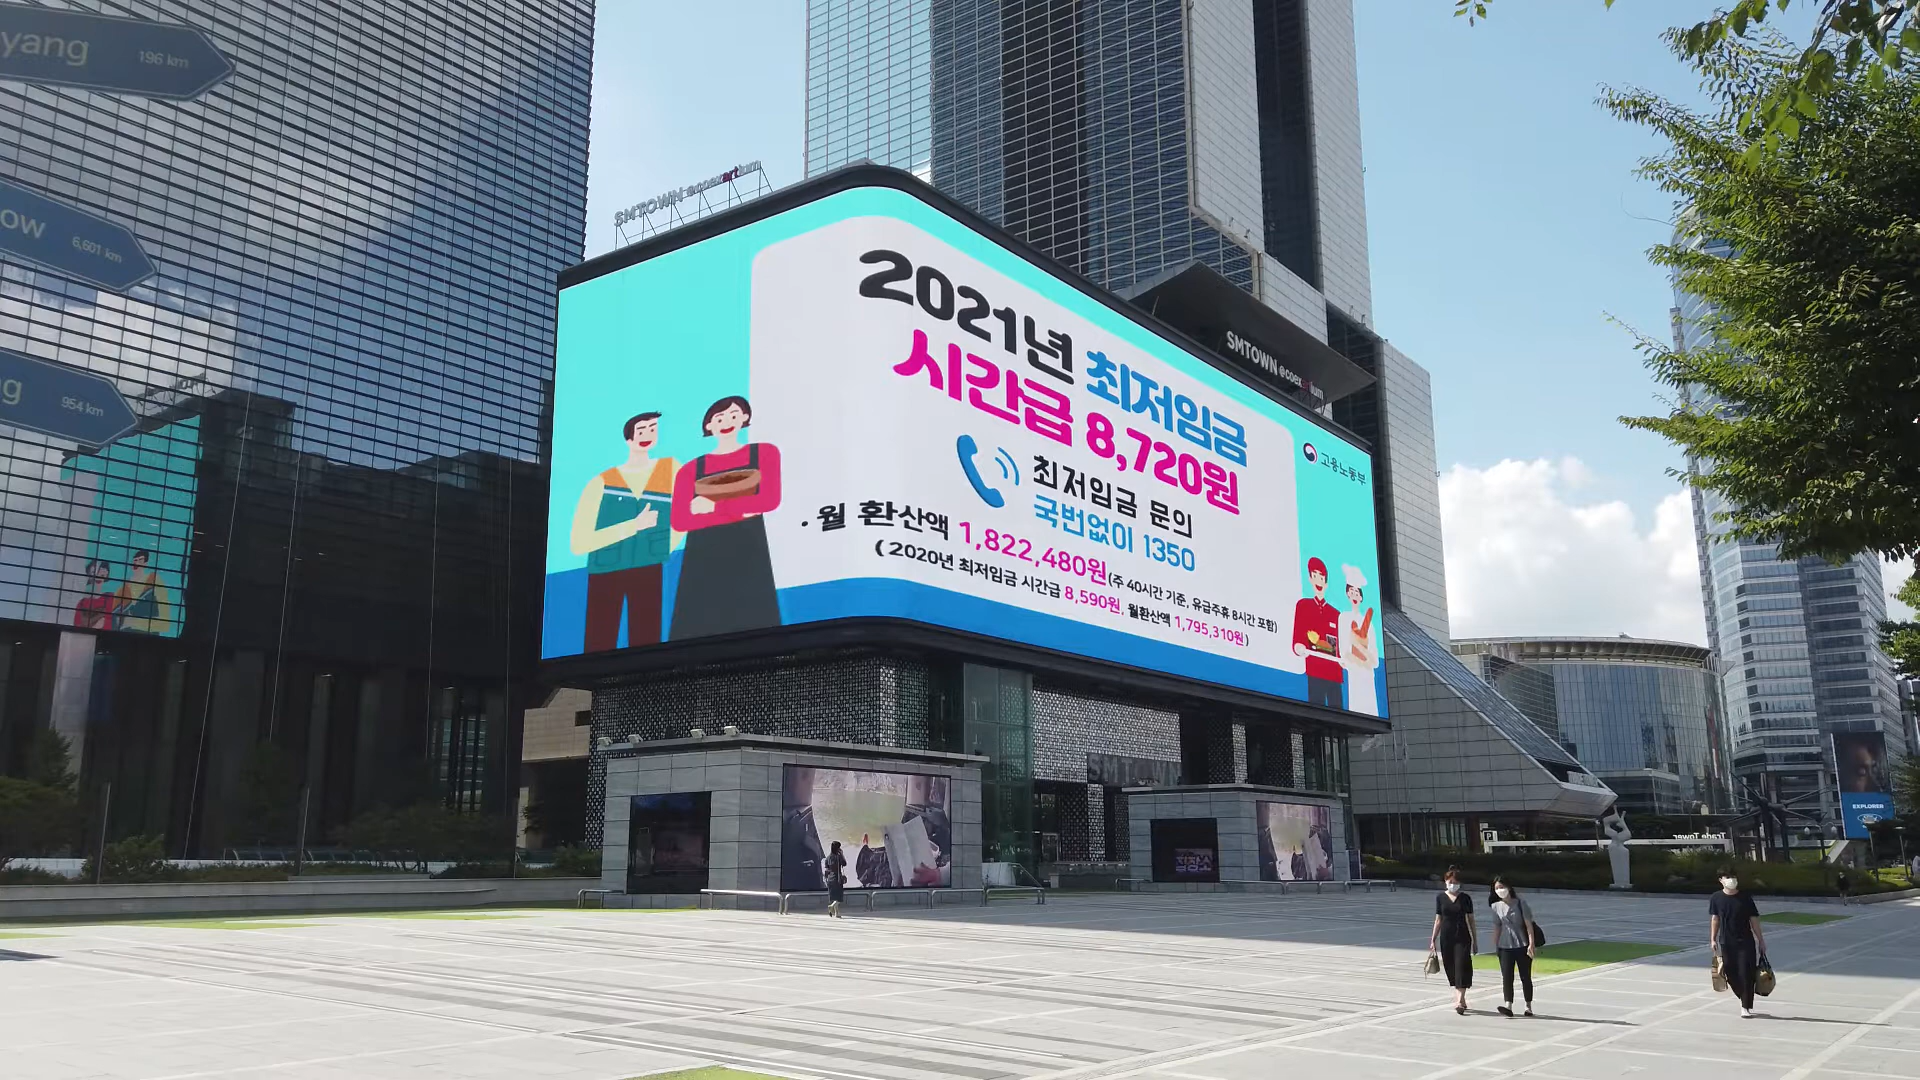 yang
196 km
ow
6,601 km
g
954 km
SMTOWN @coexartium
2021년 최저임금
시간급 8,720원
최저임금 문의
국번없이 1350
· 월 환산액 1,822,480원(주 40시간 기준, 유급주휴 8시간 포함)
(2020년 최저임금 시간급 8,590원, 월환산액 1,795,310원)
고용노동부
SMTOWN @coexartium
SMTOWN
P
Trade Tower
EXPLORER
Ford